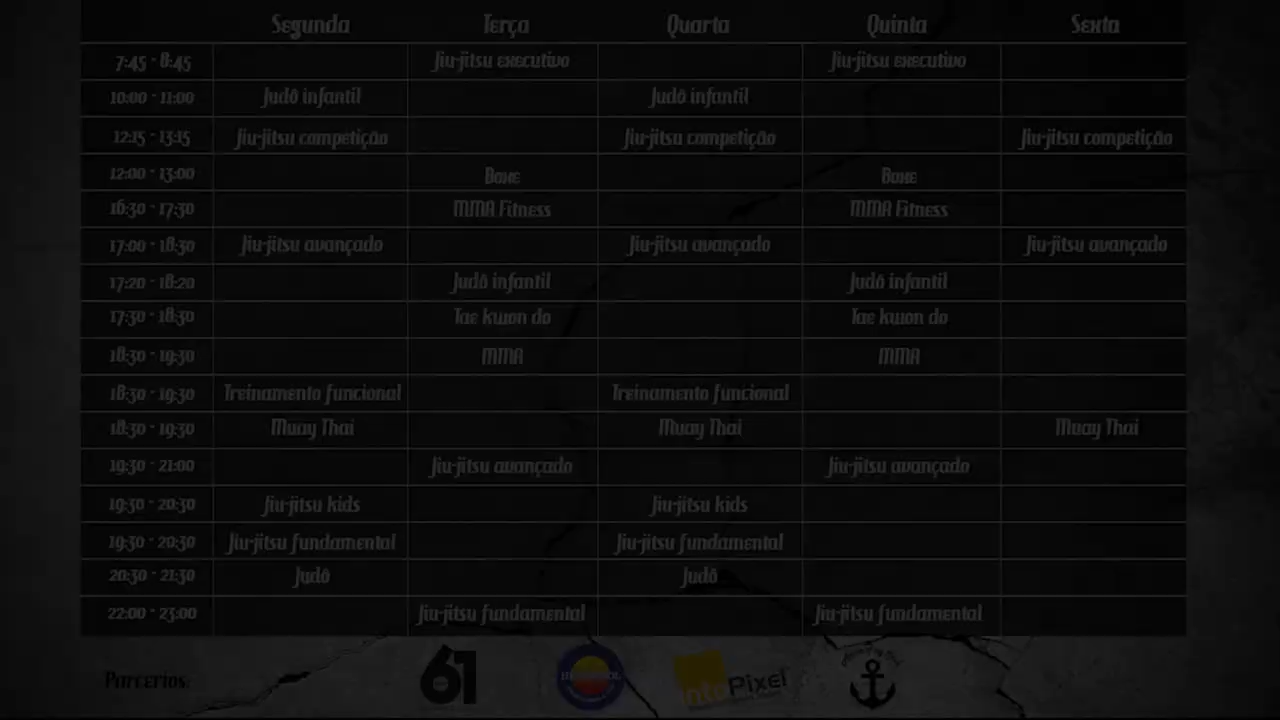 Segunda Terça Quarta Quinta Sexta
7:45 - 8:45 Jiu-jitsu executivo Jiu-jitsu executivo
10:00 - 11:00 Judô infantil Judô infantil
12:15 - 13:15 Jiu-jitsu competição Jiu-jitsu competição Jiu-jitsu competição
12:00 - 13:00 Boxe Boxe
16:30 - 17:30 MMA Fitness MMA Fitness
17:00 - 18:30 Jiu-jitsu avançado Jiu-jitsu avançado Jiu-jitsu avançado
17:20 - 18:20 Judô infantil Judô infantil
17:30 - 18:30 Tae kwon do Tae kwon do
18:30 - 19:30 MMA MMA
18:30 - 19:30 Treinamento funcional Treinamento funcional
18:30 - 19:30 Muay Thai Muay Thai Muay Thai
19:30 - 21:00 Jiu-jitsu avançado Jiu-jitsu avançado
19:30 - 20:30 Jiu-jitsu kids Jiu-jitsu kids
19:30 - 20:30 Jiu-jitsu fundamental Jiu-jitsu fundamental
20:30 - 21:30 Judô Judô
22:00 - 23:00 Jiu-jitsu fundamental Jiu-jitsu fundamental
Parcerias: 61 intoPixel